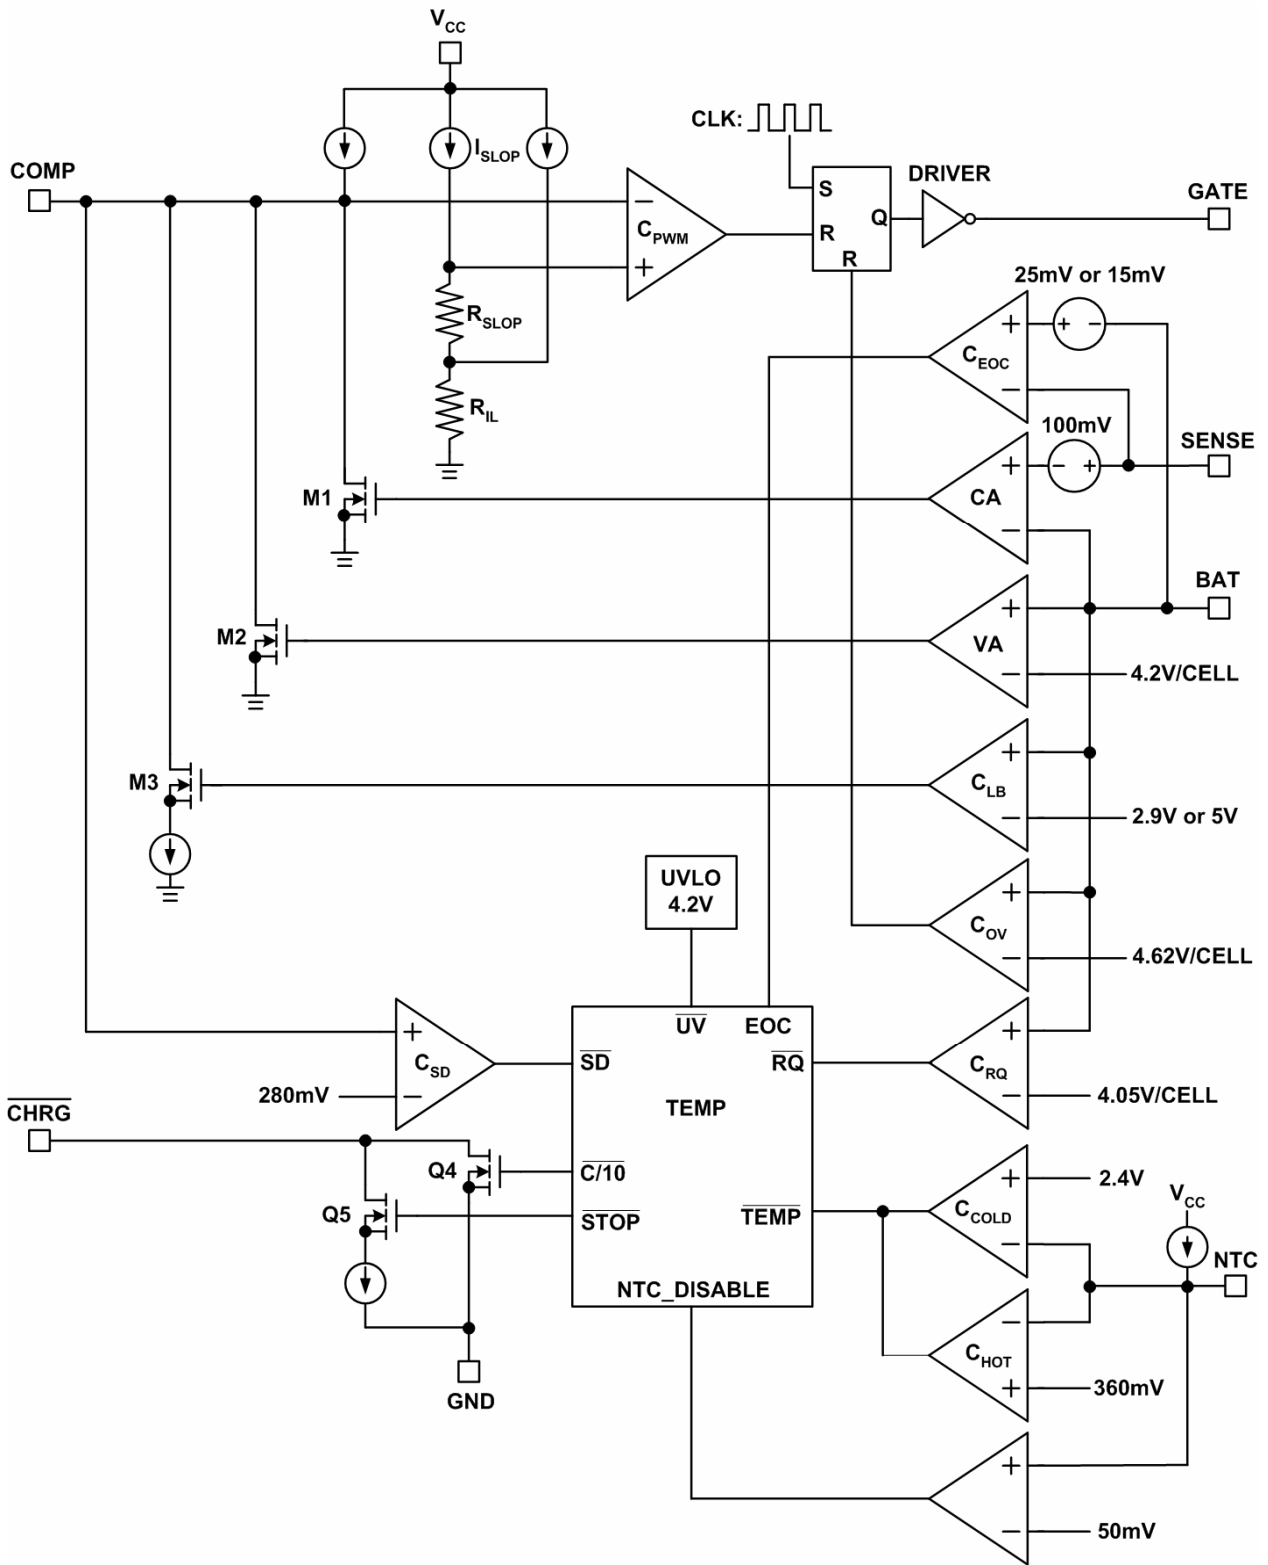 VCC
CLK:
ISLOP
COMP
DRIVER
GATE
S
Q
R
R
−
CPWM
+
25mV or 15mV
+
+ −
CEOC
−
RSLOP
RIL
100mV
SENSE
+
− +
CA
−
M1
BAT
+
VA
−
4.2V/CELL
M2
+
CLB
−
2.9V or 5V
M3
UVLO
4.2V
+
COV
−
4.62V/CELL
UV
EOC
+
CSD
−
280mV
SD
RQ
+
CRQ
−
4.05V/CELL
TEMP
CHRG
Q4
C/10
Q5
STOP
TEMP
+
CCOLD
−
2.4V
VCC
NTC
NTC_DISABLE
−
CHOT
+
360mV
GND
+
−
50mV